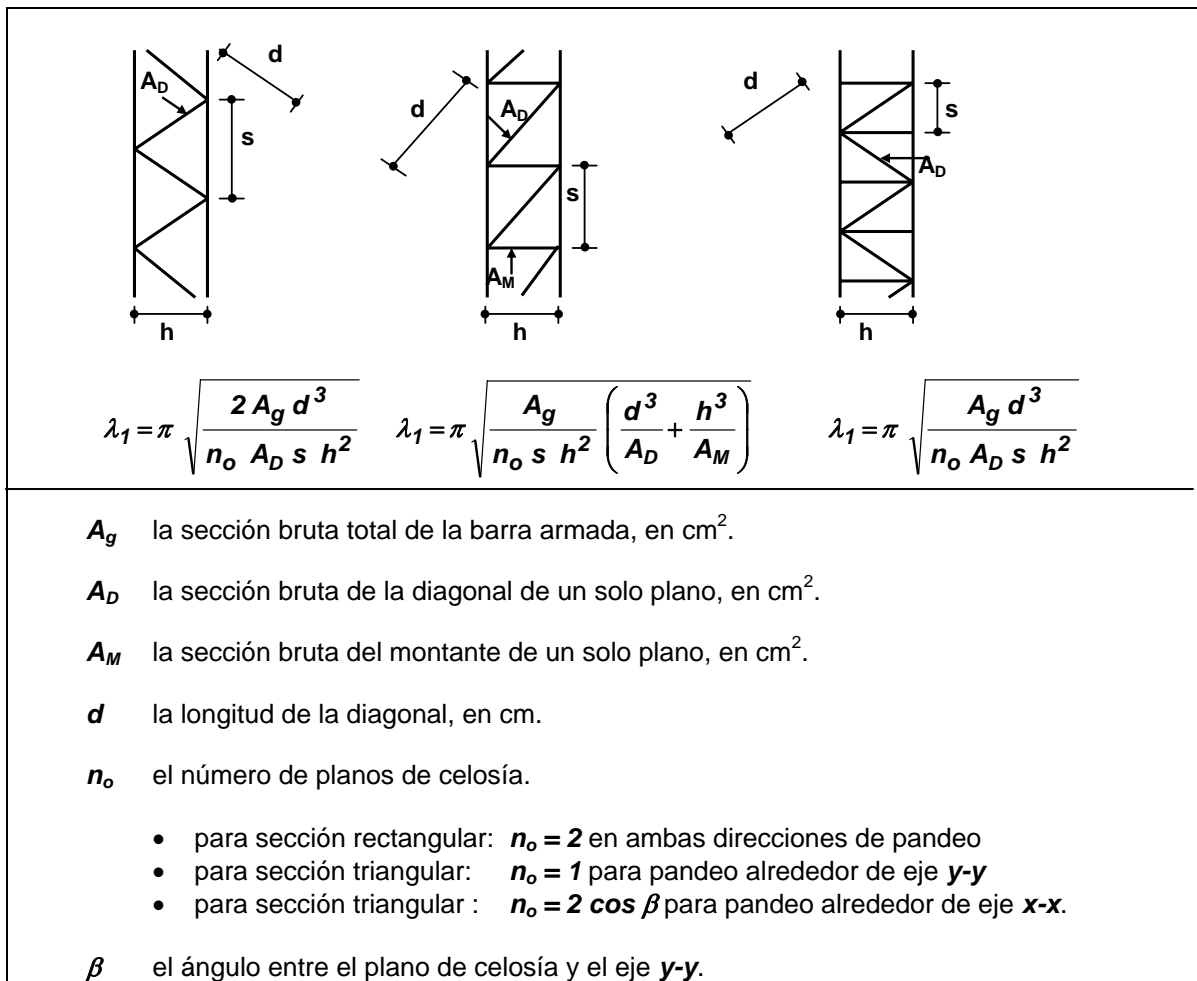 d d d
A_D A_D
s s s A_D
A_M
h h h
λ₁ = π √(2 A_g d³ / (n_o A_D s h²)) λ₁ = π √(A_g / (n_o s h²) (d³/A_D + h³/A_M)) λ₁ = π √(A_g d³ / (n_o A_D s h²))
A_g la sección bruta total de la barra armada, en cm².
A_D la sección bruta de la diagonal de un solo plano, en cm².
A_M la sección bruta del montante de un solo plano, en cm².
d la longitud de la diagonal, en cm.
n_o el número de planos de celosía.
• para sección rectangular: n_o = 2 en ambas direcciones de pandeo
• para sección triangular: n_o = 1 para pandeo alrededor de eje y-y
• para sección triangular : n_o = 2 cos β para pandeo alrededor de eje x-x.
β el ángulo entre el plano de celosía y el eje y-y.